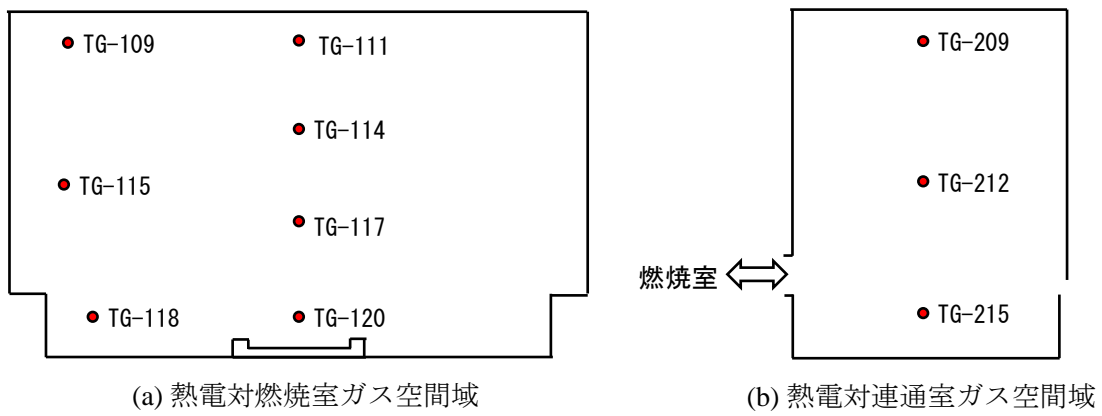 TG-109
TG-111
TG-114
TG-115
TG-117
TG-118
TG-120
(a) 熱電対燃焼室ガス空間域
TG-209
TG-212
燃焼室
TG-215
(b) 熱電対連通室ガス空間域